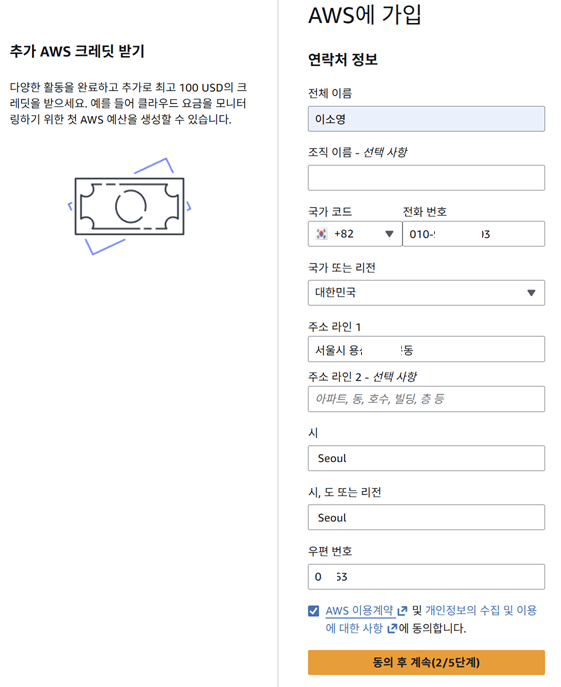 추가 AWS 크레딧 받기
다양한 활동을 완료하고 추가로 최고 100 USD의 크
레딧을 받으세요. 예를 들어 클라우드 요금을 모니터
링하기 위한 첫 AWS 예산을 생성할 수 있습니다.
AWS에 가입
연락처 정보
전체 이름
이소영
조직 이름 - 선택 사항
국가 코드
전화 번호
+82
010-
대한민국
국가 또는 리전
주소 라인 1
서울시
주소 라인 2 - 선택 사항
아파트, 동, 호수, 빌딩, 층 등
시
Seoul
시, 도 또는 리전
Seoul
우편 번호
AWS 이용계약 및 개인정보의 수집 및 이용
에 대한 사항 에 동의합니다.
동의 후 계속(2/5단계)